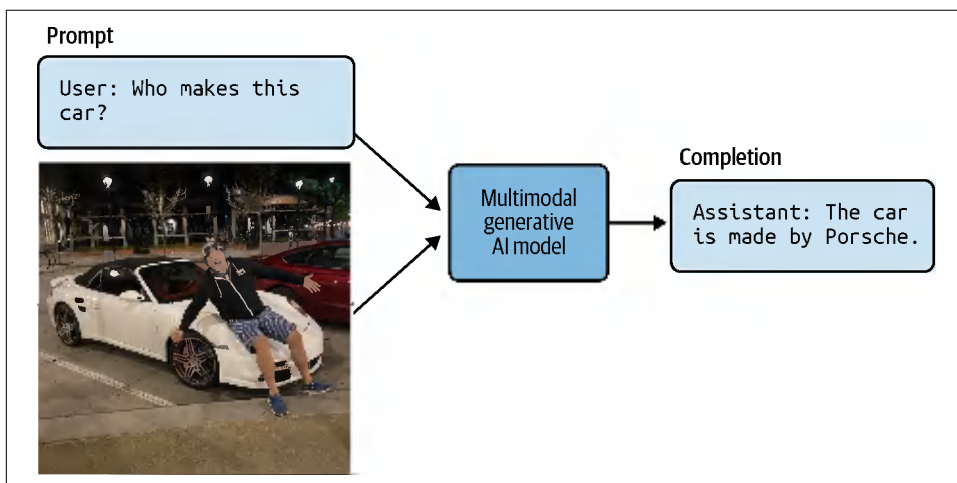 Prompt
User: Who makes this
car?
Multimodal
generative
AI model
Completion
Assistant: The car
is made by Porsche.